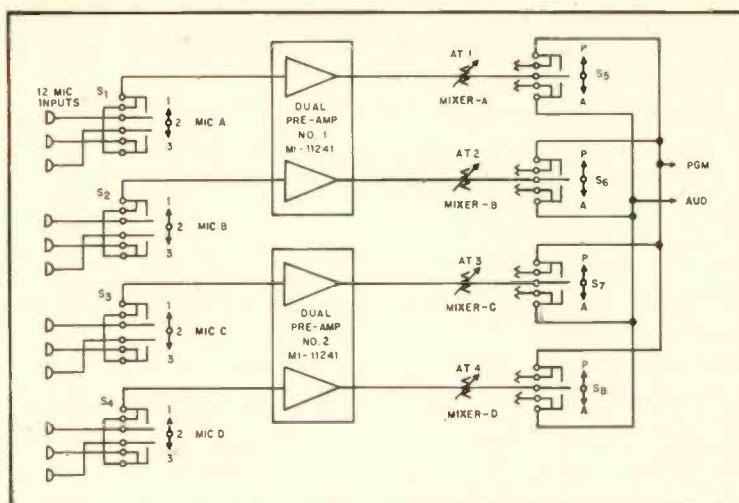 12 MIC
INPUTS
S1
1
2
3
MIC A
S2
1
2
3
MIC B
S3
1
2
3
MIC C
S4
1
2
3
MIC D
DUAL
PRE-AMP
NO. 1
MI-11241
DUAL
PRE-AMP
NO. 2
MI-11241
AT 1
MIXER-A
AT 2
MIXER-B
AT 3
MIXER-C
AT 4
MIXER-D
P
S5
A
P
S6
A
P
S7
A
P
S8
A
PGM
AUD